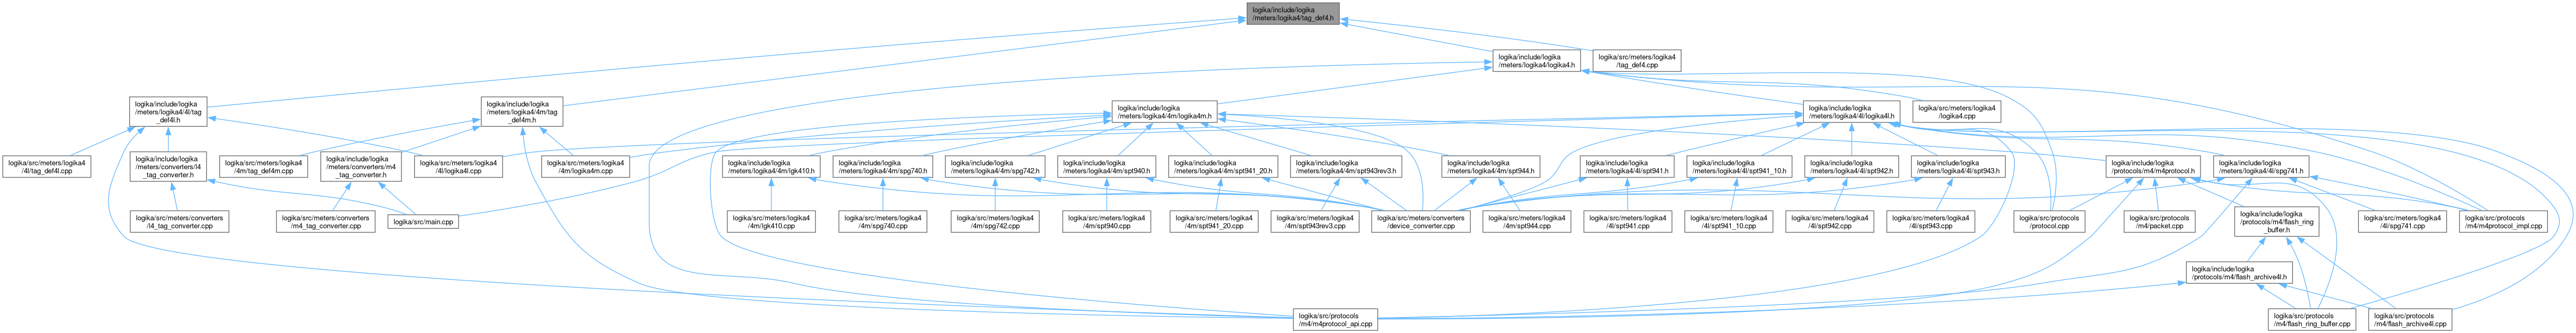 logika/include/logika
/meters/logika4/tag_def4.h
logika/include/logika
/meters/logika4/logika4.h
logika/src/meters/logika4
/tag_def4.cpp
logika/include/logika
/meters/logika4/4l/tag
_def4l.h
logika/include/logika
/meters/logika4/4m/tag
_def4m.h
logika/include/logika
/meters/logika4/4m/logika4m.h
logika/include/logika
/meters/logika4/4l/logika4l.h
logika/src/meters/logika4
/logika4.cpp
logika/src/meters/logika4
/4l/tag_def4l.cpp
logika/include/logika
/meters/converters/l4
_tag_converter.h
logika/src/meters/logika4
/4m/tag_def4m.cpp
logika/include/logika
/meters/converters/m4
_tag_converter.h
logika/src/meters/logika4
/4l/logika4l.cpp
logika/src/meters/logika4
/4m/logika4m.cpp
logika/include/logika
/meters/logika4/4m/lgk410.h
logika/include/logika
/meters/logika4/4m/spg740.h
logika/include/logika
/meters/logika4/4m/spg742.h
logika/include/logika
/meters/logika4/4m/spt940.h
logika/include/logika
/meters/logika4/4m/spt941_20.h
logika/include/logika
/meters/logika4/4m/spt943rev3.h
logika/include/logika
/meters/logika4/4m/spt944.h
logika/include/logika
/meters/logika4/4l/spt941.h
logika/include/logika
/meters/logika4/4l/spt941_10.h
logika/include/logika
/meters/logika4/4l/spt942.h
logika/include/logika
/meters/logika4/4l/spt943.h
logika/include/logika
/protocols/m4/m4protocol.h
logika/include/logika
/meters/logika4/4l/spg741.h
logika/src/meters/converters
/l4_tag_converter.cpp
logika/src/meters/converters
/m4_tag_converter.cpp
logika/src/main.cpp
logika/src/meters/logika4
/4m/lgk410.cpp
logika/src/meters/logika4
/4m/spg740.cpp
logika/src/meters/logika4
/4m/spg742.cpp
logika/src/meters/logika4
/4m/spt940.cpp
logika/src/meters/logika4
/4m/spt941_20.cpp
logika/src/meters/logika4
/4m/spt943rev3.cpp
logika/src/meters/converters
/device_converter.cpp
logika/src/meters/logika4
/4m/spt944.cpp
logika/src/meters/logika4
/4l/spt941.cpp
logika/src/meters/logika4
/4l/spt941_10.cpp
logika/src/meters/logika4
/4l/spt942.cpp
logika/src/meters/logika4
/4l/spt943.cpp
logika/src/protocols
/protocol.cpp
logika/src/protocols
/m4/packet.cpp
logika/include/logika
/protocols/m4/flash_ring
_buffer.h
logika/src/meters/logika4
/4l/spg741.cpp
logika/src/protocols
/m4/m4protocol_impl.cpp
logika/include/logika
/protocols/m4/flash_archive4l.h
logika/src/protocols
/m4/m4protocol_api.cpp
logika/src/protocols
/m4/flash_ring_buffer.cpp
logika/src/protocols
/m4/flash_archive4l.cpp